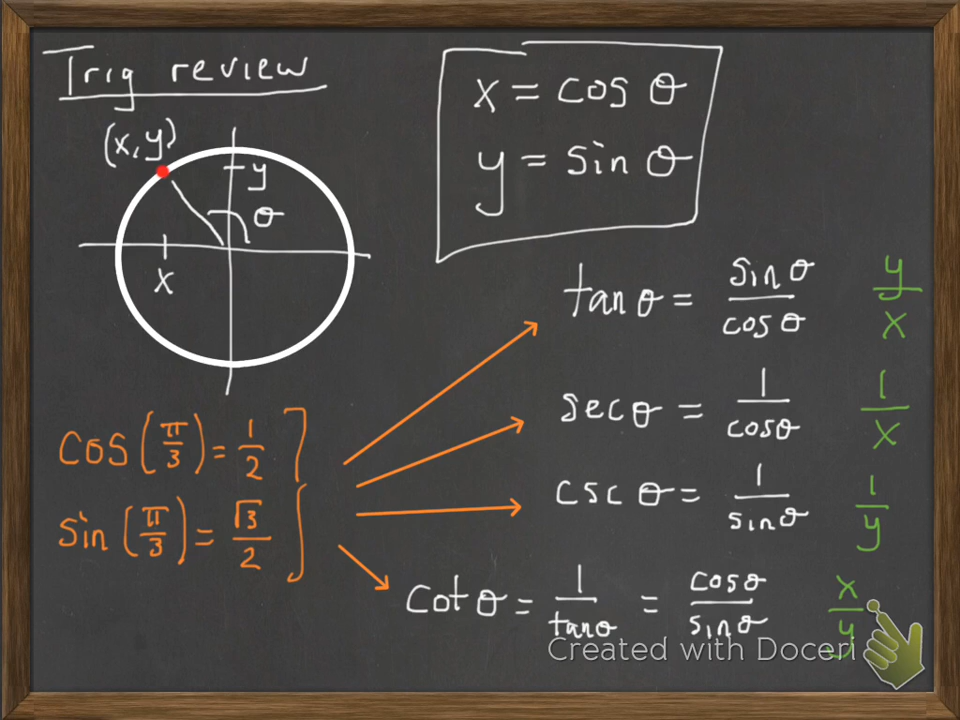 Trig review
x = cos θ
y = sin θ
(x, y)
y
θ
x
tan θ = sin θ / cos θ   y/x
sec θ = 1 / cos θ   1/x
csc θ = 1 / sin θ   1/y
cot θ = 1 / tan θ = cos θ / sin θ   x/y
cos(π/3) = 1/2
sin(π/3) = √3/2
Created with Doceri